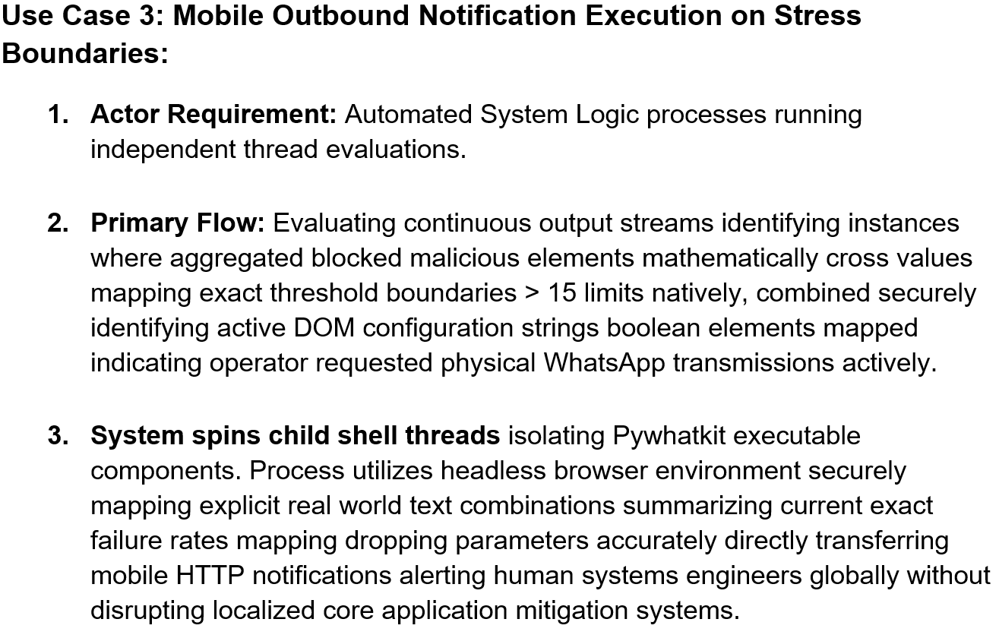 Use Case 3: Mobile Outbound Notification Execution on Stress
Boundaries:
1. Actor Requirement: Automated System Logic processes running
independent thread evaluations.
2. Primary Flow: Evaluating continuous output streams identifying instances
where aggregated blocked malicious elements mathematically cross values
mapping exact threshold boundaries > 15 limits natively, combined securely
identifying active DOM configuration strings boolean elements mapped
indicating operator requested physical WhatsApp transmissions actively.
3. System spins child shell threads isolating Pywhatkit executable
components. Process utilizes headless browser environment securely
mapping explicit real world text combinations summarizing current exact
failure rates mapping dropping parameters accurately directly transferring
mobile HTTP notifications alerting human systems engineers globally without
disrupting localized core application mitigation systems.